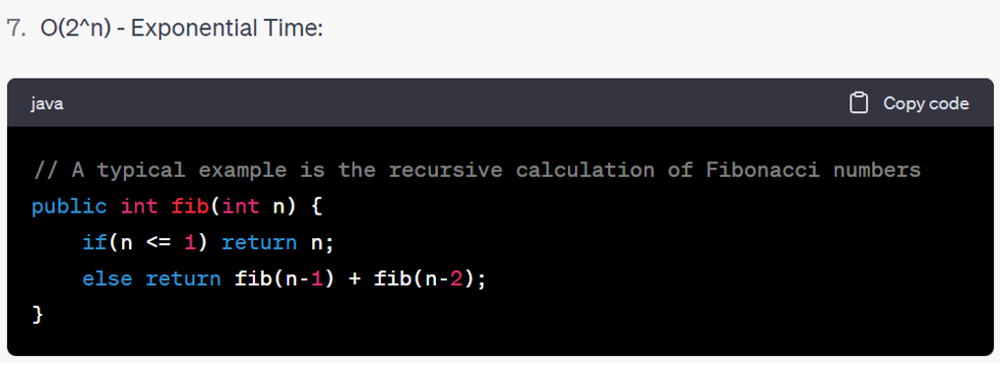 7. O(2^n) - Exponential Time:
java
Copy code
// A typical example is the recursive calculation of Fibonacci numbers
public int fib(int n) {
    if(n <= 1) return n;
    else return fib(n-1) + fib(n-2);
}